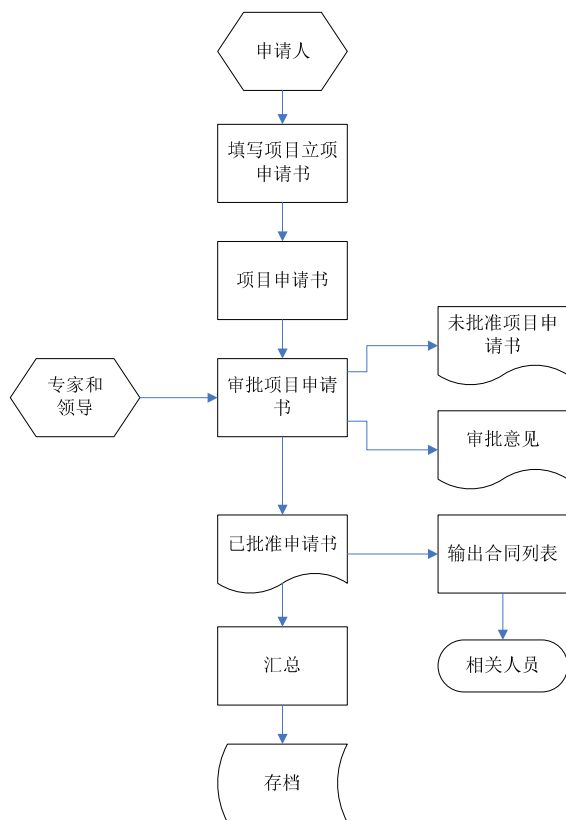 申请人
填写项目立项
申请书
项目申请书
未批准项目申
请书
专家和
领导
审批项目申请
书
审批意见
已批准申请书
输出合同列表
汇总
相关人员
存档